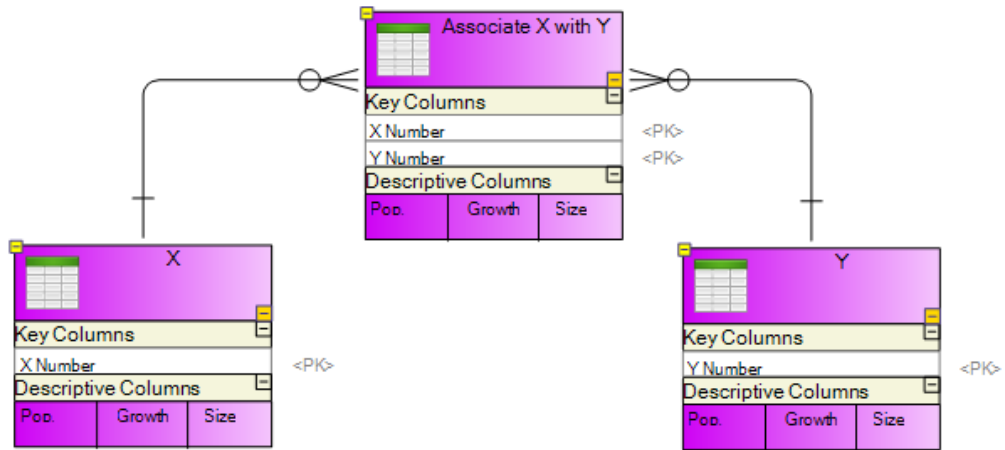 Associate X with Y
Key Columns
X Number <PK>
Y Number <PK>
Descriptive Columns
Pop. Growth Size
X
Key Columns
X Number <PK>
Descriptive Columns
Pop. Growth Size
Y
Key Columns
Y Number <PK>
Descriptive Columns
Pop. Growth Size